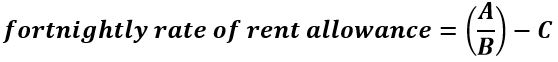 fortnightly rate of rent allowance = (A/B) − C